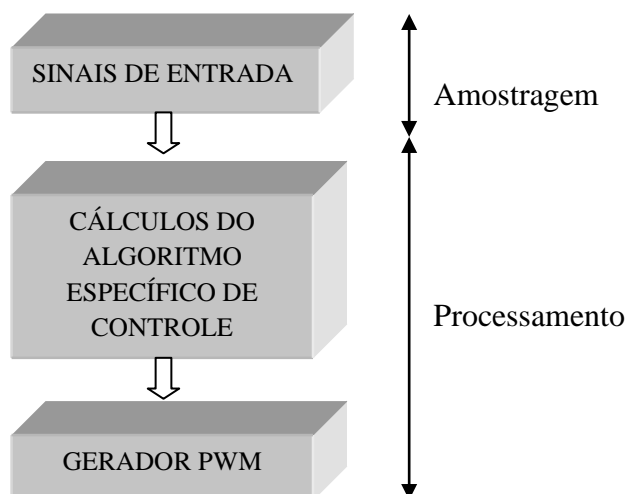 SINAIS DE ENTRADA
Amostragem
CÁLCULOS DO
ALGORITMO
ESPECÍFICO DE
CONTROLE
Processamento
GERADOR PWM